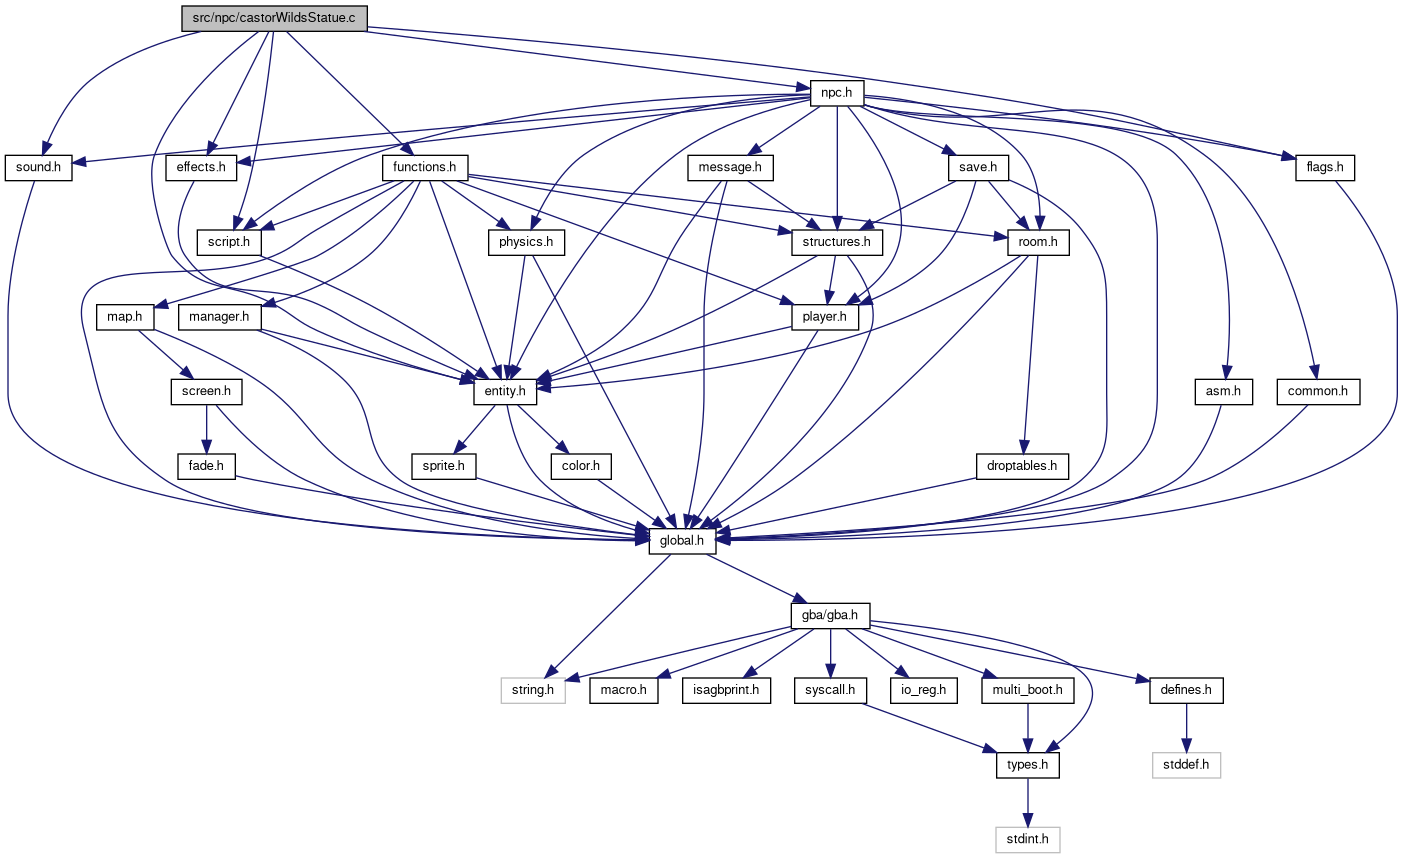 src/npc/castorWildsStatue.c
npc.h
sound.h
effects.h
functions.h
message.h
save.h
flags.h
script.h
physics.h
structures.h
room.h
map.h
manager.h
player.h
screen.h
entity.h
asm.h
common.h
fade.h
sprite.h
color.h
droptables.h
global.h
gba/gba.h
string.h
macro.h
isagbprint.h
syscall.h
io_reg.h
multi_boot.h
defines.h
types.h
stddef.h
stdint.h